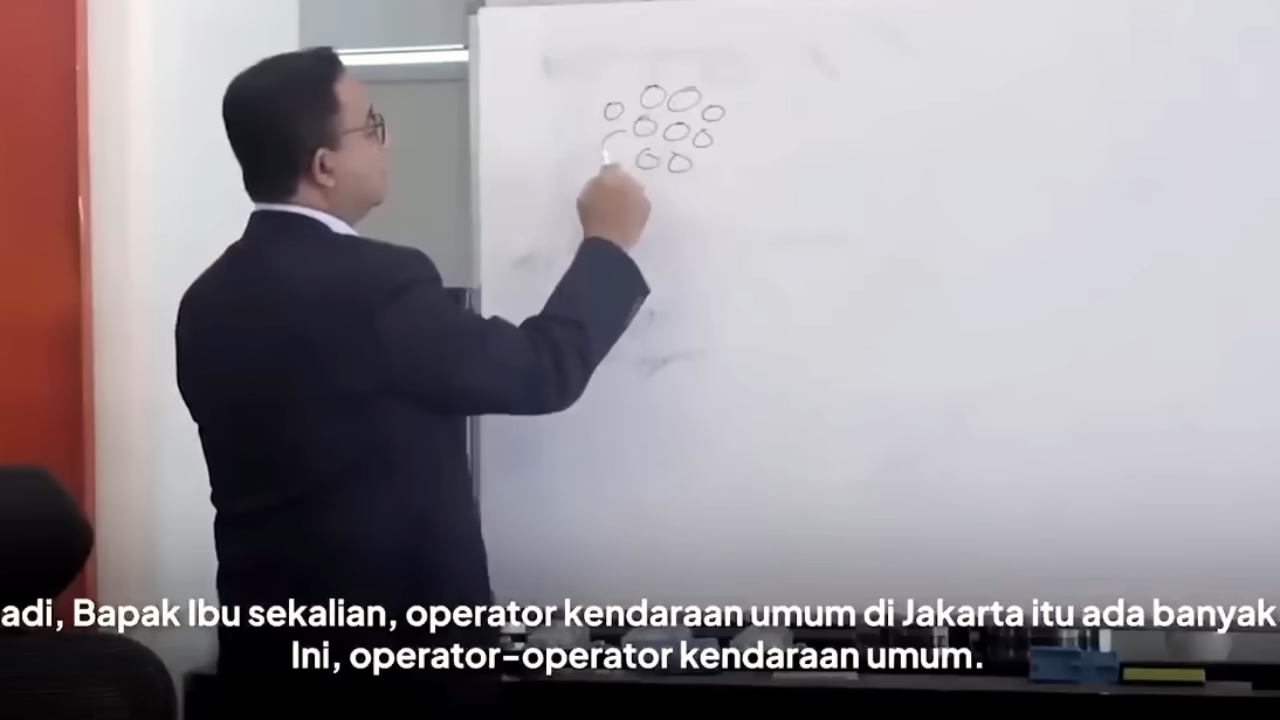 adi, Bapak Ibu sekalian, operator kendaraan umum di Jakarta itu ada banyak
Ini, operator-operator kendaraan umum.